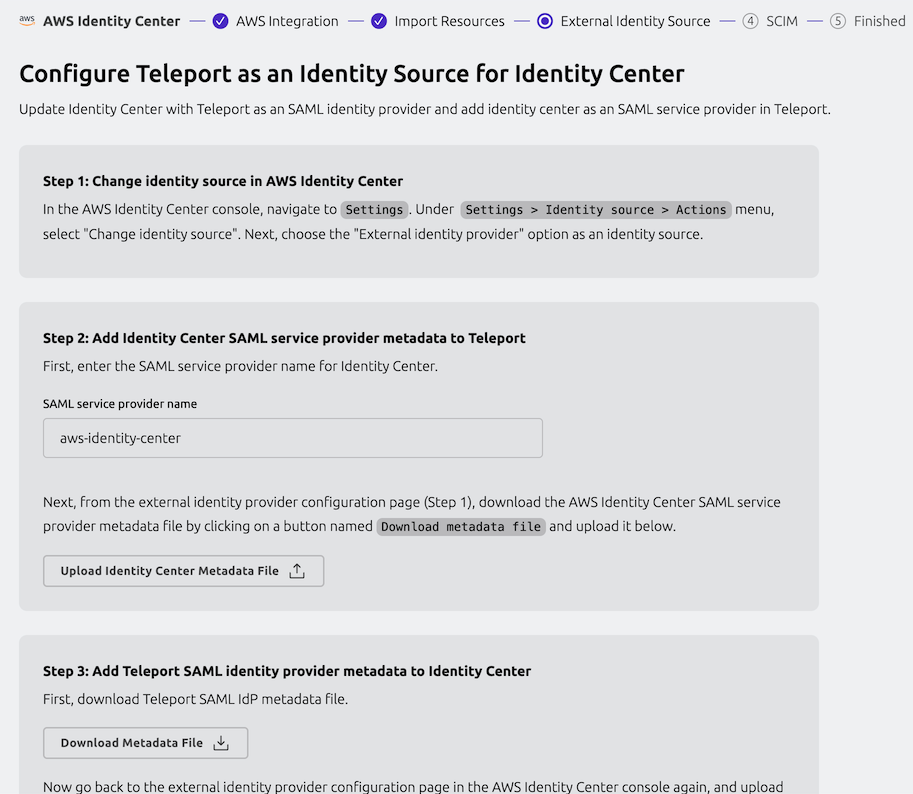 aws AWS Identity Center AWS Integration Import Resources External Identity Source 4 SCIM 5 Finished
Configure Teleport as an Identity Source for Identity Center
Update Identity Center with Teleport as an SAML identity provider and add identity center as an SAML service provider in Teleport.
Step 1: Change identity source in AWS Identity Center
In the AWS Identity Center console, navigate to Settings. Under Settings > Identity source > Actions menu,
select "Change identity source". Next, choose the "External identity provider" option as an identity source.
Step 2: Add Identity Center SAML service provider metadata to Teleport
First, enter the SAML service provider name for Identity Center.
SAML service provider name
aws-identity-center
Next, from the external identity provider configuration page (Step 1), download the AWS Identity Center SAML service
provider metadata file by clicking on a button named Download metadata file and upload it below.
Upload Identity Center Metadata File
Step 3: Add Teleport SAML identity provider metadata to Identity Center
First, download Teleport SAML IdP metadata file.
Download Metadata File
Now go back to the external identity provider configuration page in the AWS Identity Center console again, and upload